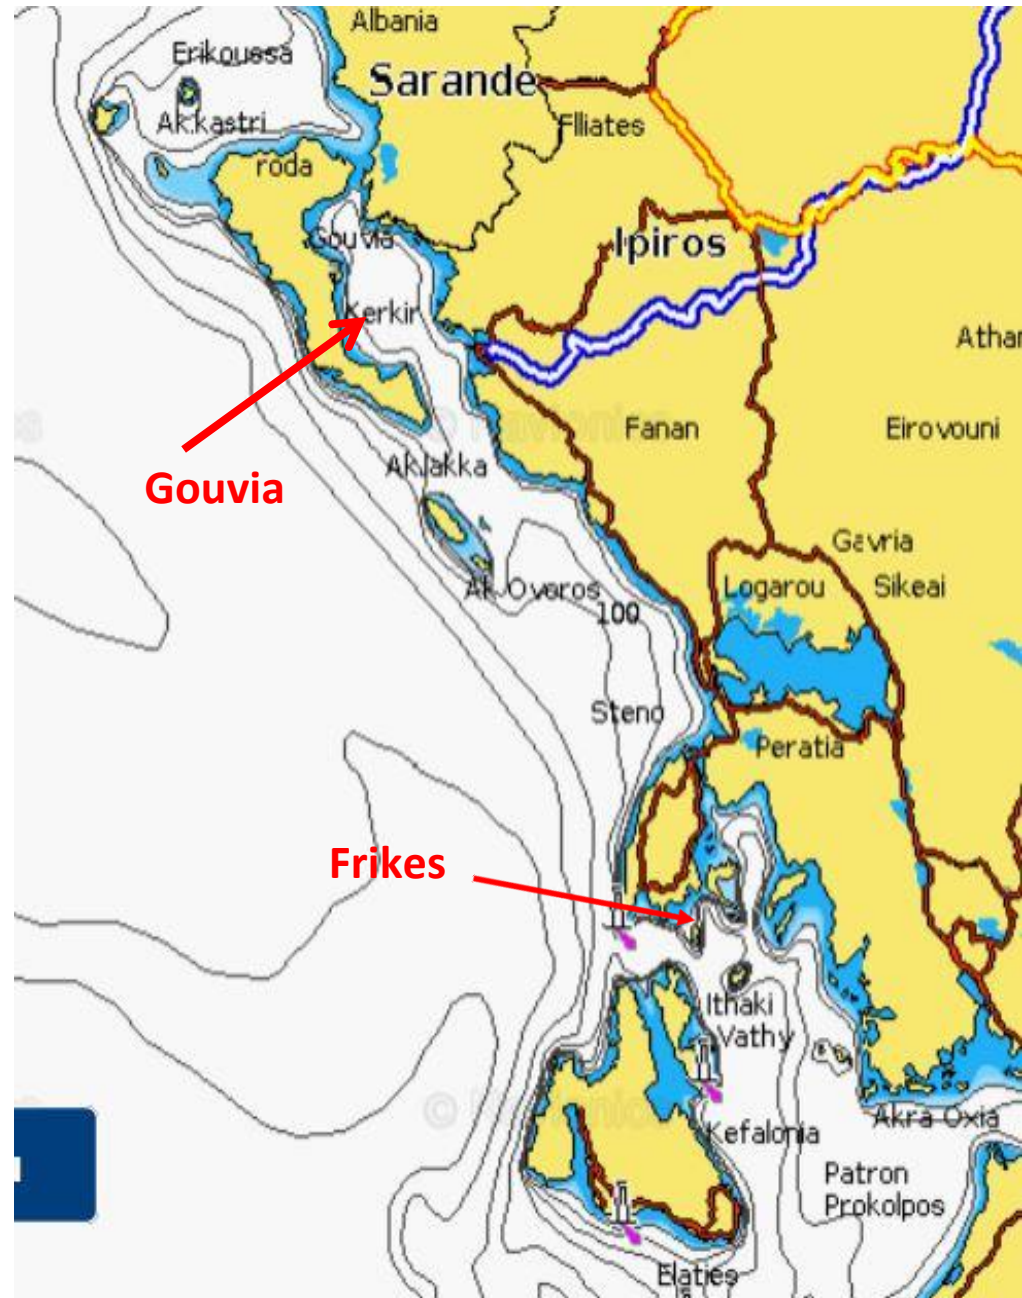 Albania
Erikoussa
Sarande
Ak.kastri
Flliates
roda
Gouvia
Ipiros
Kerkir
Athar
Fanan
Eirovouni
Ak.lakka
Gouvia
Gavria
Ak.Ovoros
Logarou
Sikeai
100
Steno
Peratia
Frikes
Ithaki
Vathy
Akra Oxia
Kefalonia
Patron
Prokolpos
Elaties